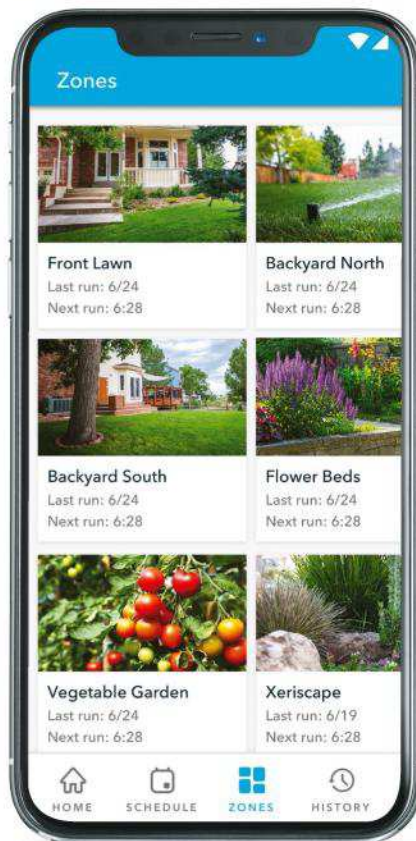 Zones
Front Lawn
Last run: 6/24
Next run: 6:28
Backyard North
Last run: 6/24
Next run: 6:28
Backyard South
Last run: 6/24
Next run: 6:28
Flower Beds
Last run: 6/24
Next run: 6:28
Vegetable Garden
Last run: 6/24
Next run: 6:28
Xeriscape
Last run: 6/19
Next run: 6:28
HOME
SCHEDULE
ZONES
HISTORY